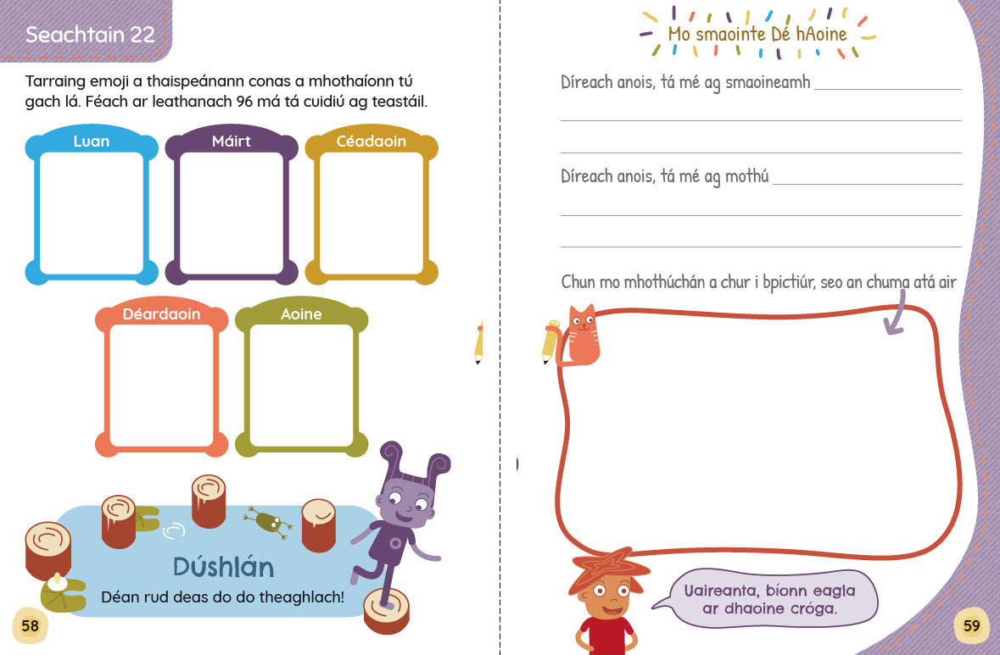 Seachtain 22
Tarraing emoji a thaispeánann conas a mhothaíonn tú
gach lá. Féach ar leathanach 96 má tá cuidiú ag teastáil.
Luan
Máirt
Céadaoin
Déardaoin
Aoine
Dúshlán
Déan rud deas do do theaghlach!
58
Mo smaointe Dé hAoine
Díreach anois, tá mé ag smaoineamh
Díreach anois, tá mé ag mothú
Chun mo mhothúchán a chur i bpictiúr, seo an chuma atá air
Uaireanta, bíonn eagla
ar dhaoine cróga.
59